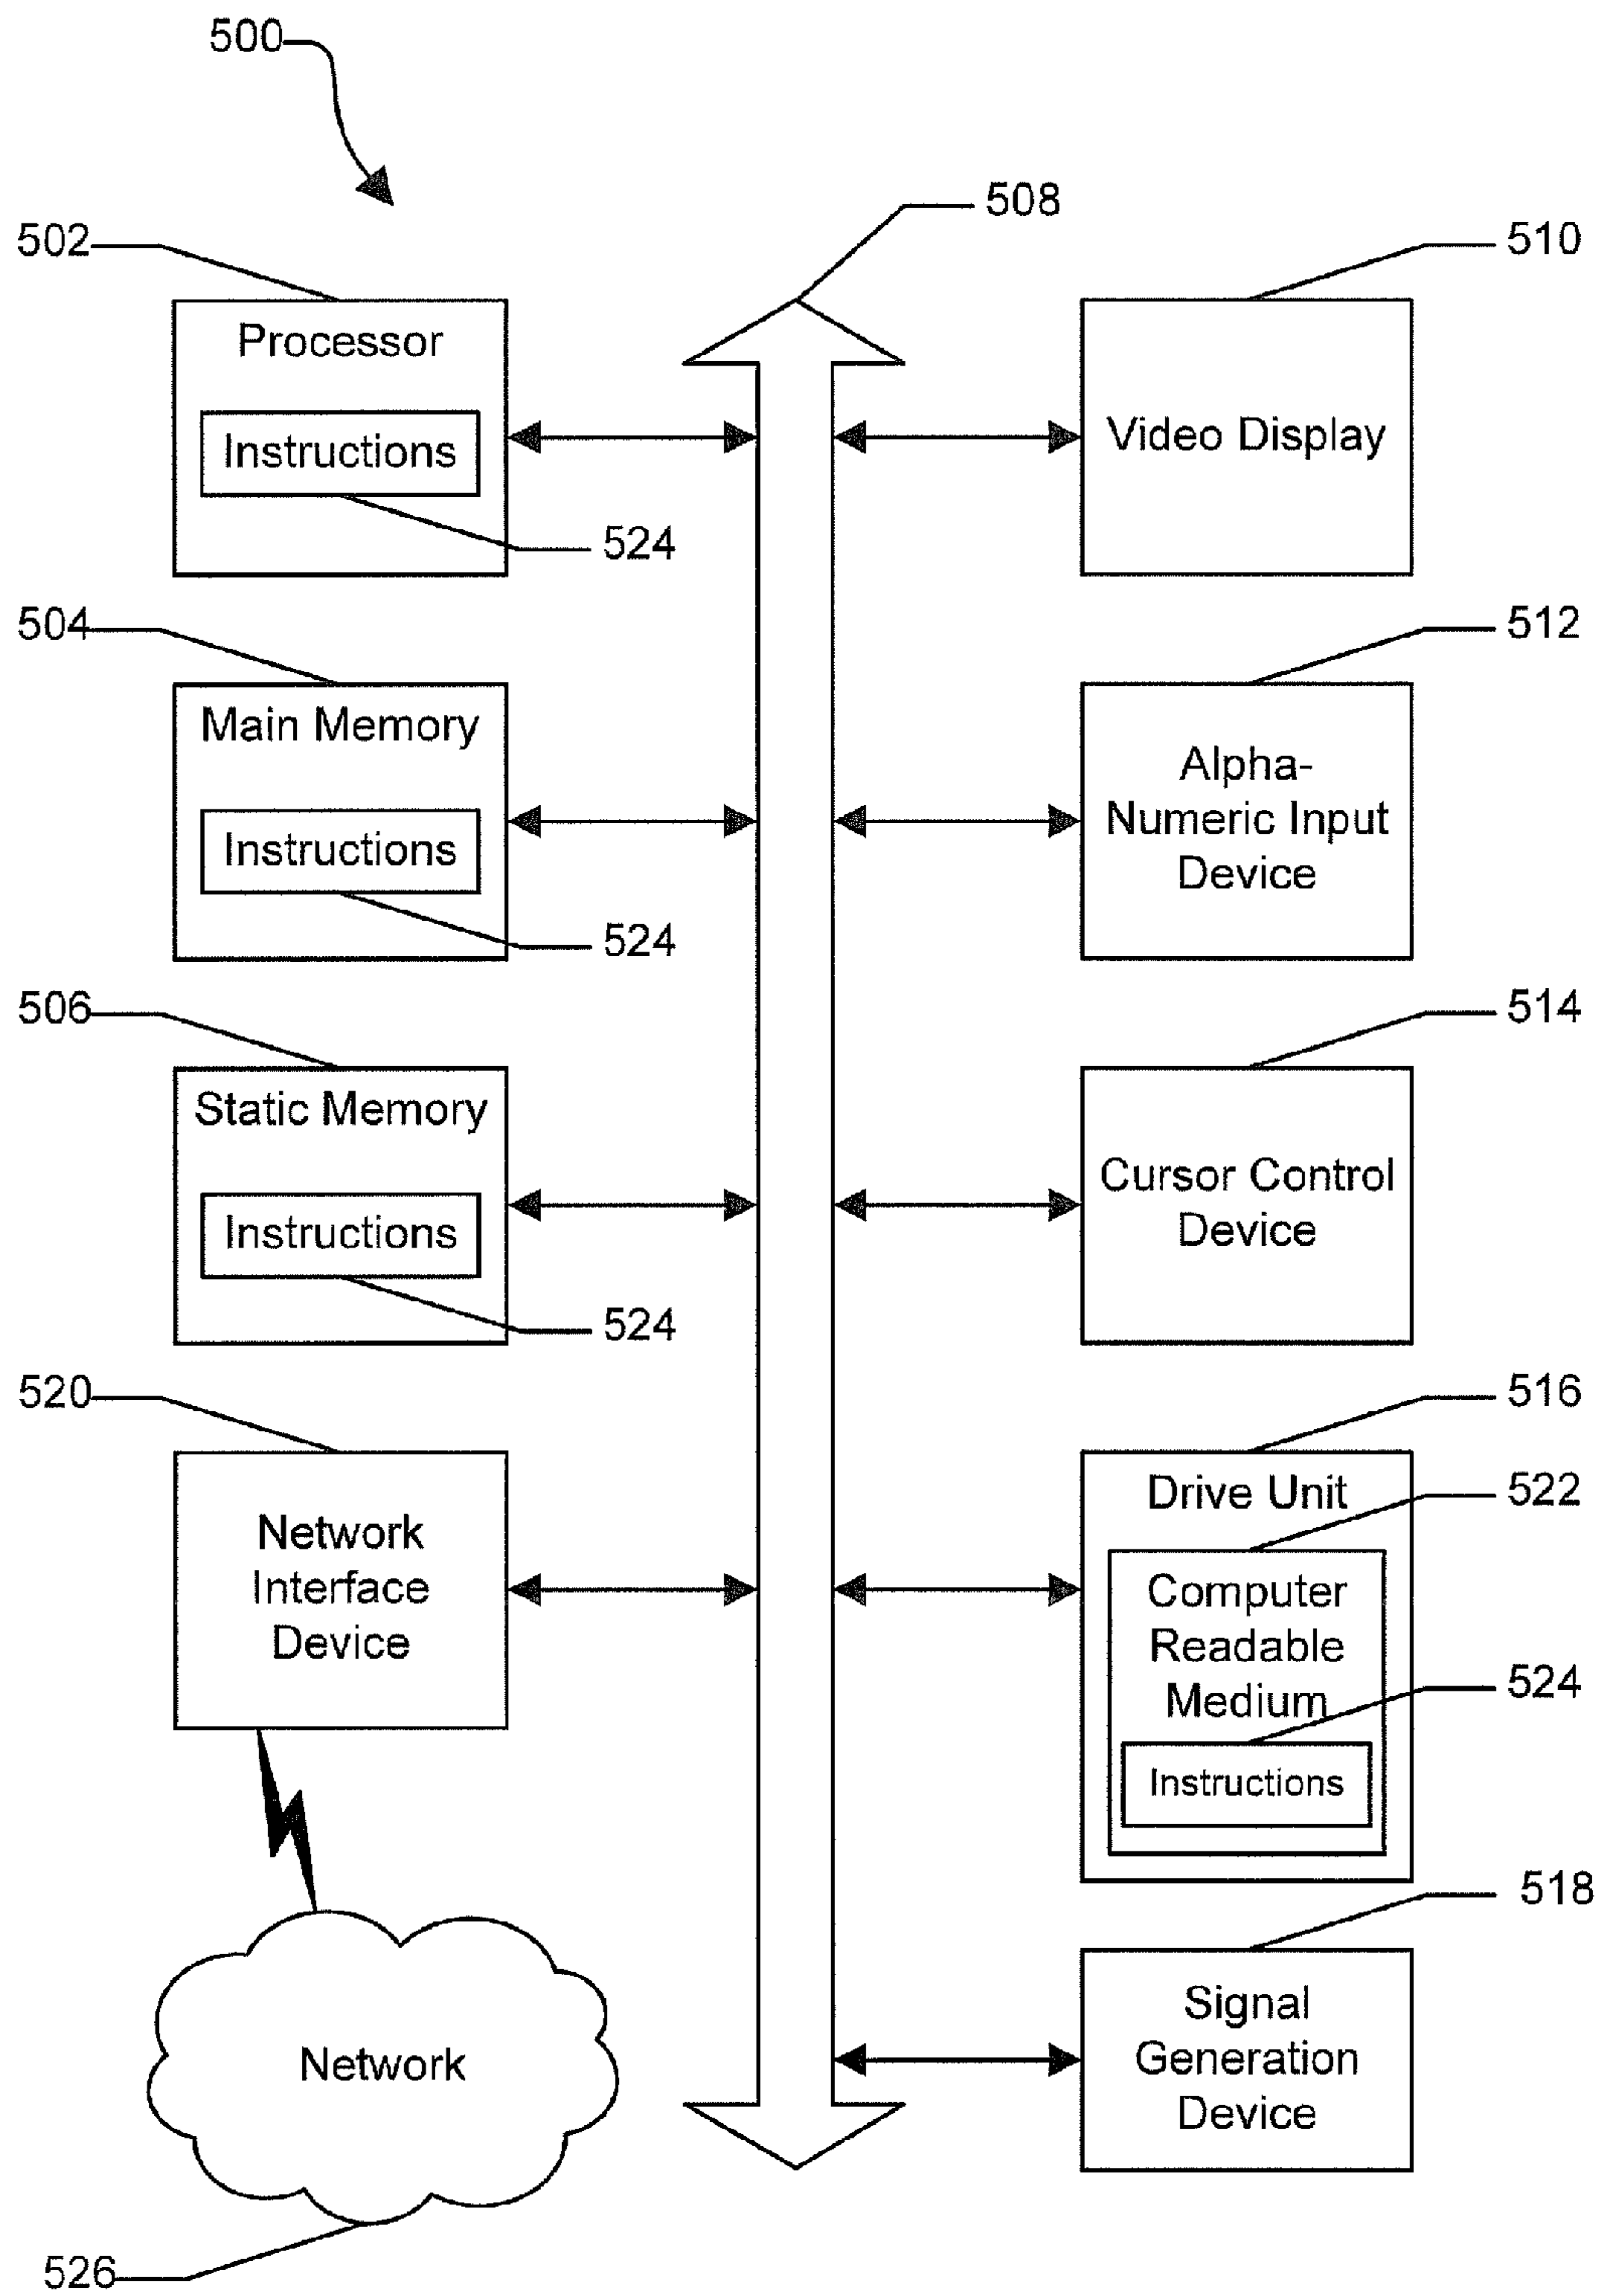 500
508
502
510
Processor
Instructions
524
Video Display
504
512
Main Memory
Instructions
524
Alpha-
Numeric Input
Device
506
514
Static Memory
Instructions
524
Cursor Control
Device
520
516
Network
Interface
Device
Drive Unit
522
Computer
Readable
Medium
524
Instructions
518
Signal
Generation
Device
Network
526